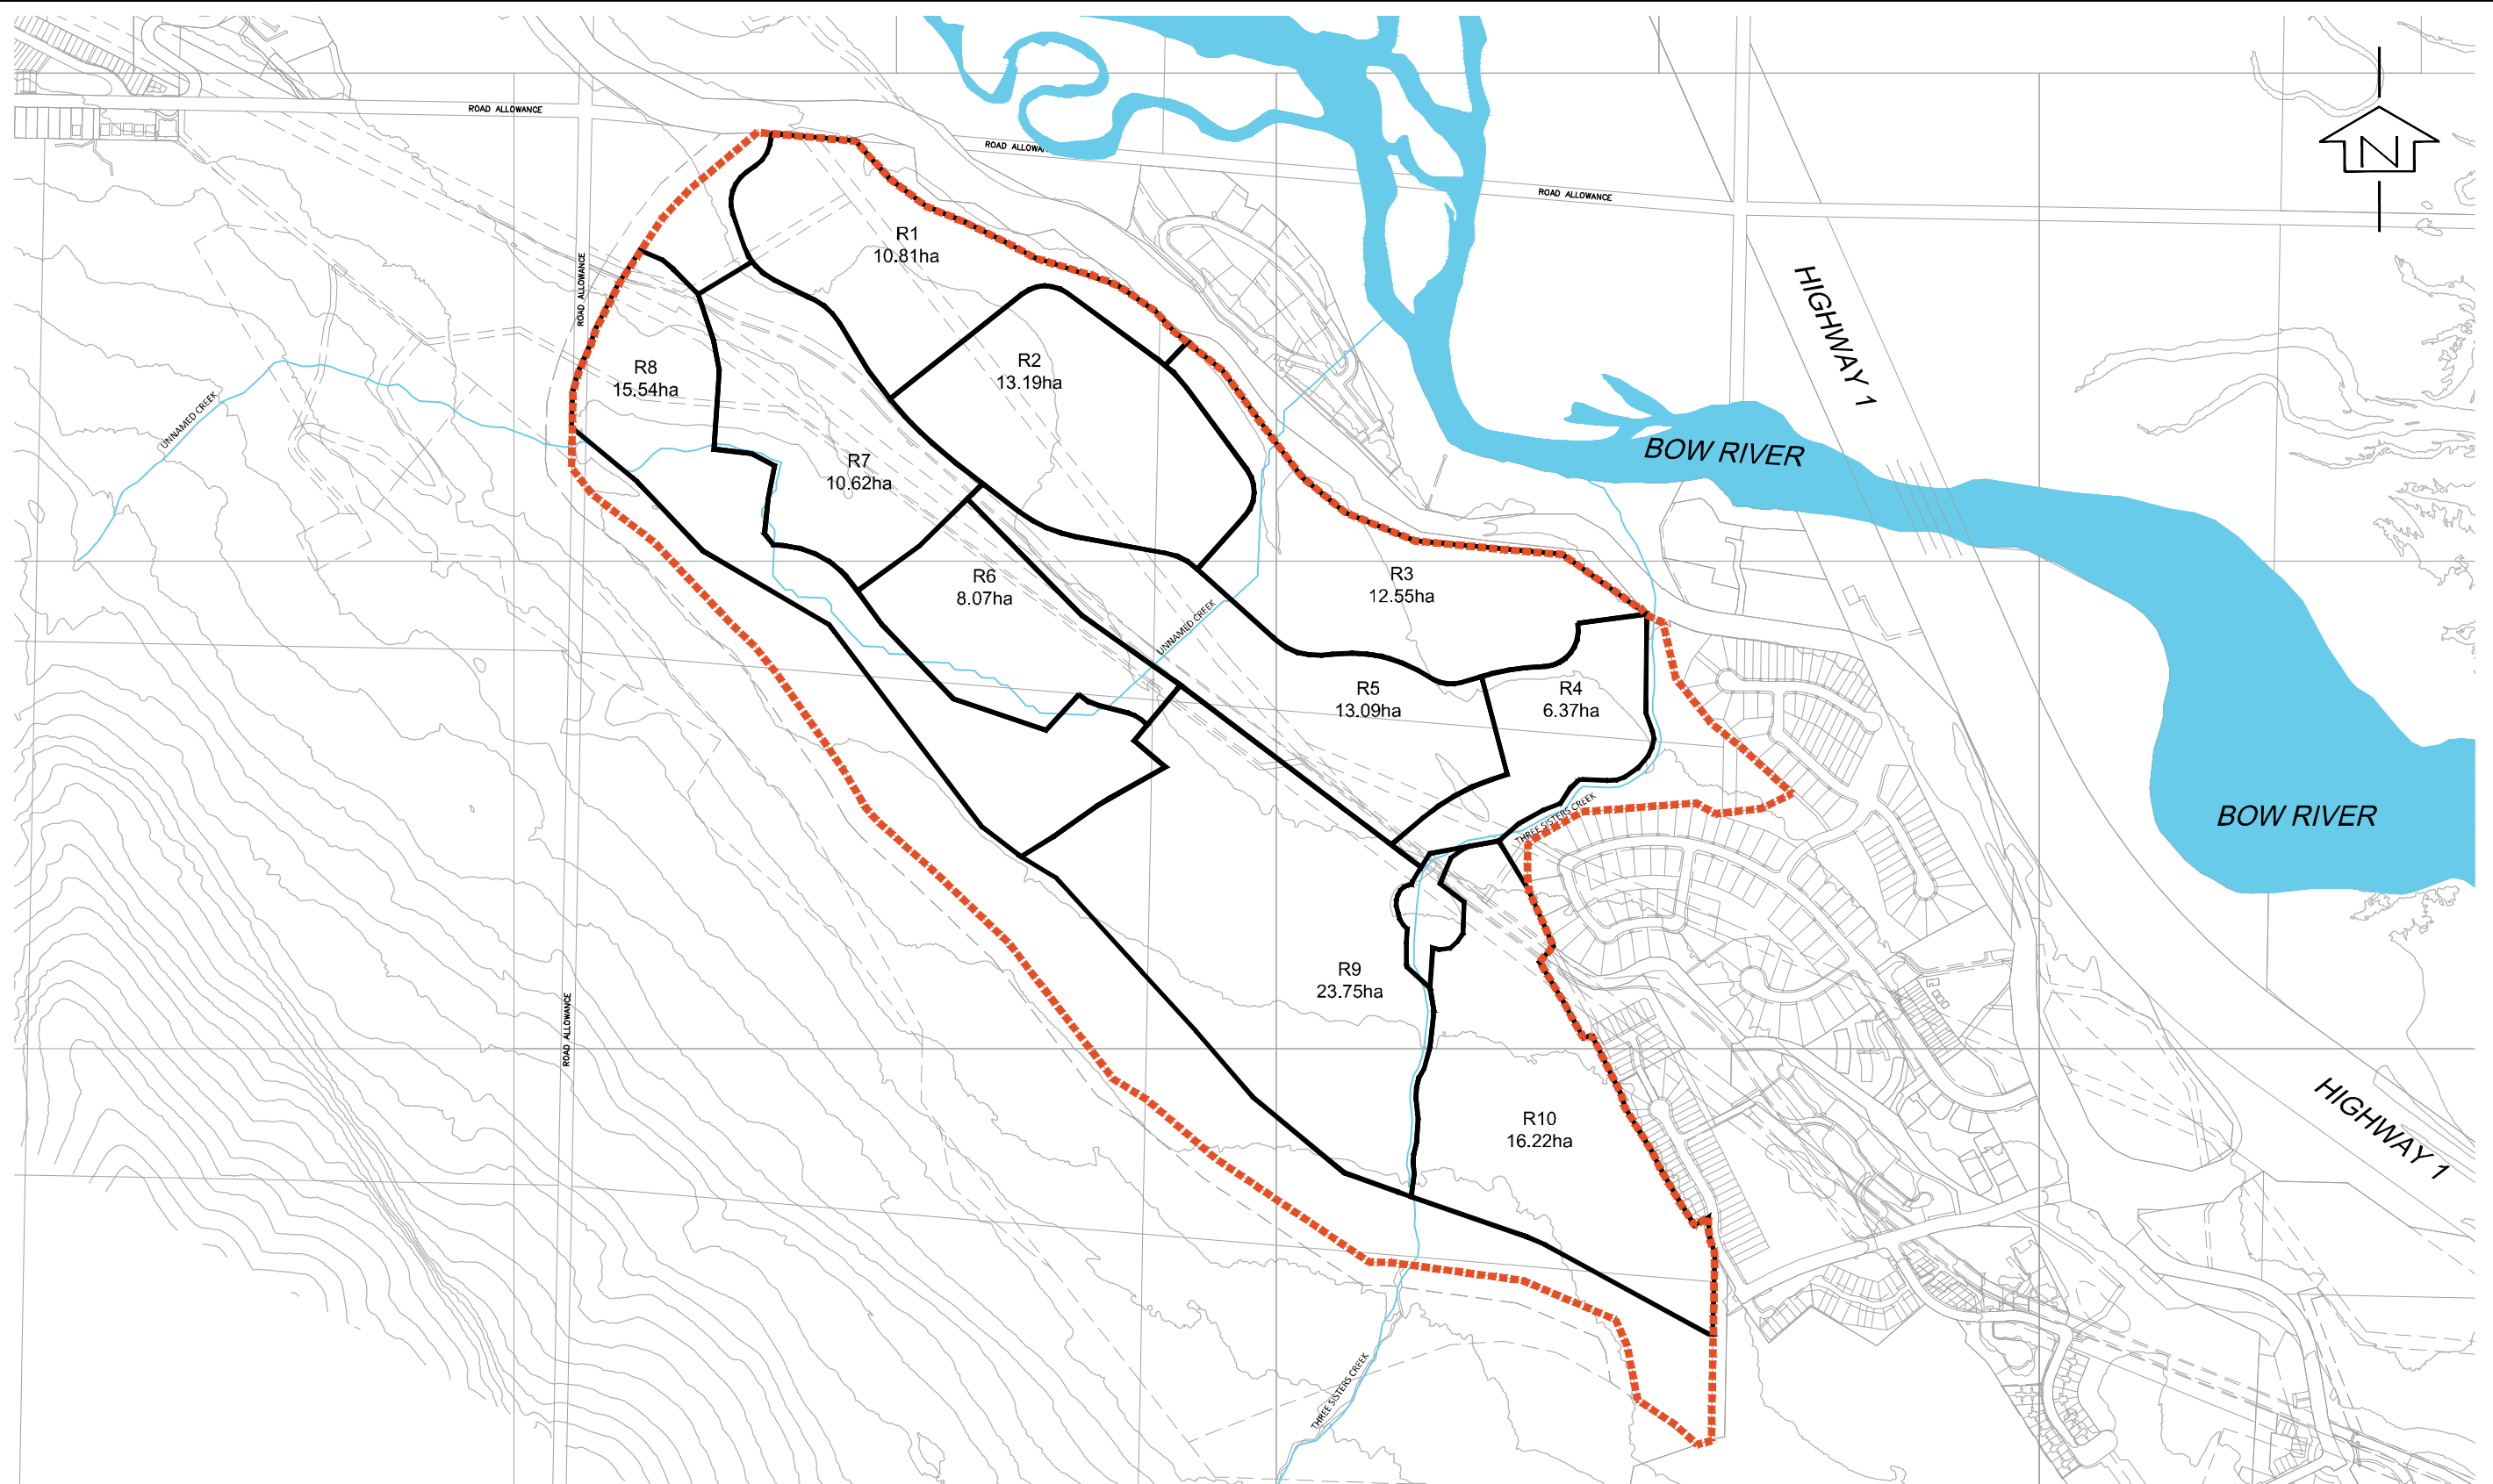 ROAD ALLOWANCE
ROAD ALLOWA
ROAD ALLOWANCE
N
R1
10.81ha
ROAD ALLOWANCE
HIGHWAY 1
R2
13.19ha
R8
15.54ha
UNNAMED CREEK
BOW RIVER
R7
10.62ha
R6
8.07ha
R3
12.55ha
UNNAMED CREEK
R5
13.09ha
R4
6.37ha
THREE SISTERS CREEK
BOW RIVER
R9
23.75ha
ROAD ALLOWANCE
R10
16.22ha
HIGHWAY 1
THREE SISTERS CREEK